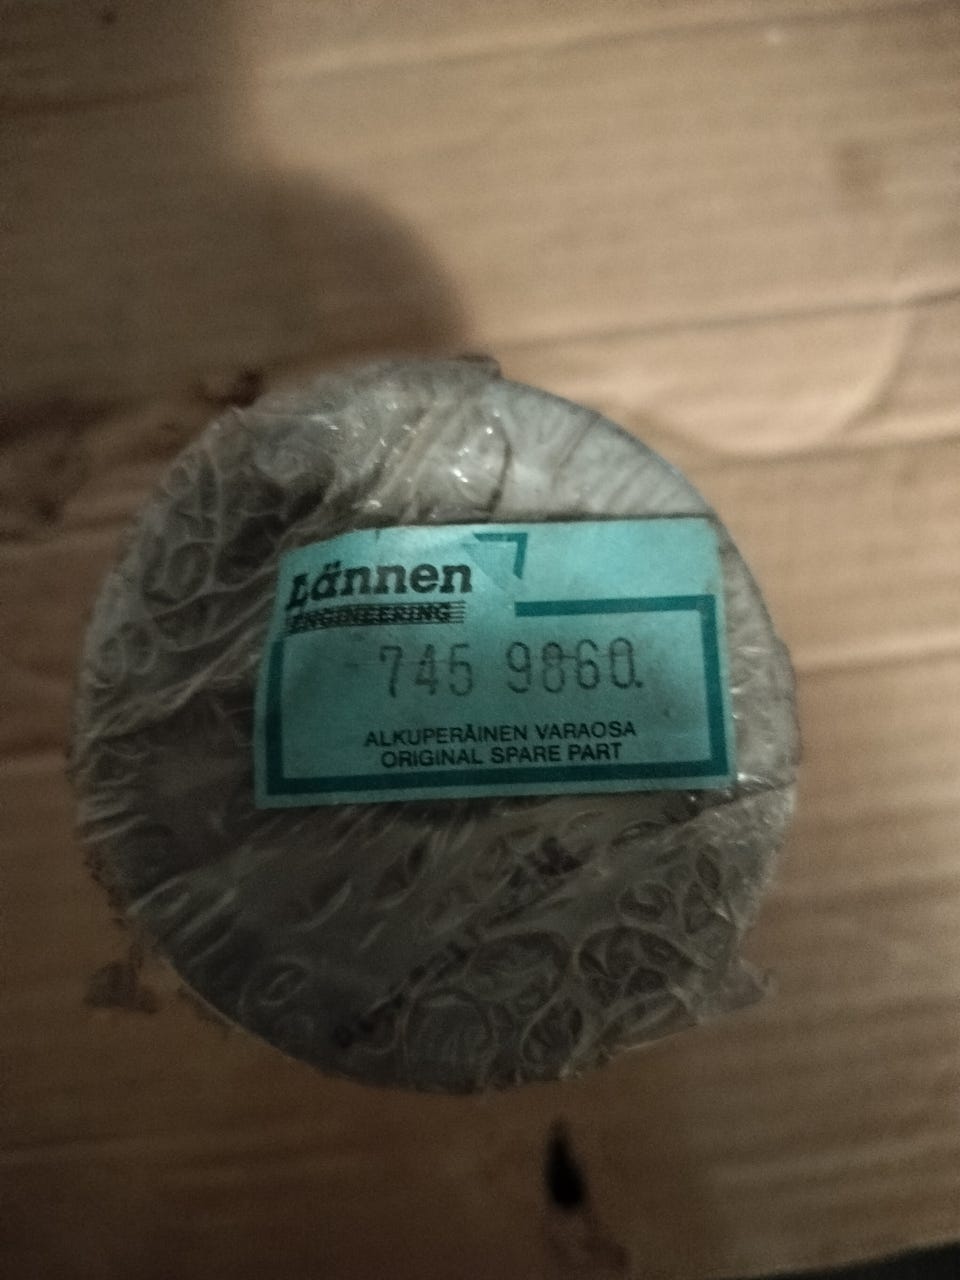 Lännen
ENGINEERING
745 9860.
ALKUPERÄINEN VARAOSA
ORIGINAL SPARE PART